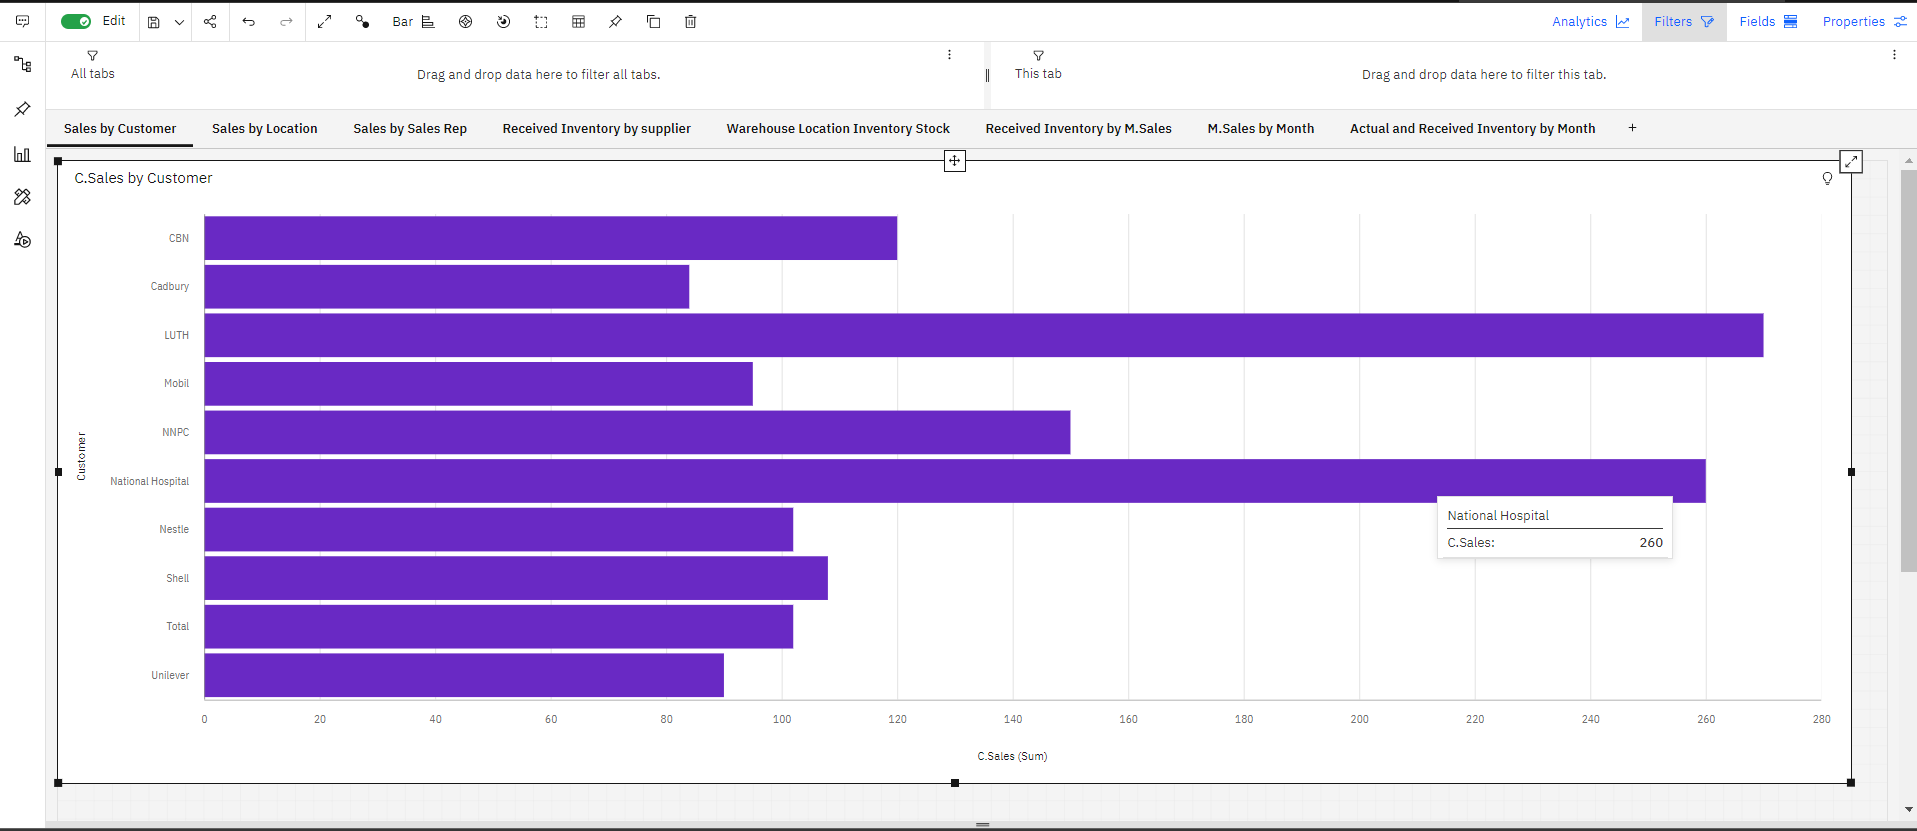 Edit Bar Analytics Filters Fields Properties
All tabs Drag and drop data here to filter all tabs. This tab Drag and drop data here to filter this tab.
Sales by Customer Sales by Location Sales by Sales Rep Received Inventory by supplier Warehouse Location Inventory Stock Received Inventory by M.Sales M.Sales by Month Actual and Received Inventory by Month +
C.Sales by Customer
Customer
CBN
Cadbury
LUTH
Mobil
NNPC
National Hospital
Nestle
Shell
Total
Unilever
National Hospital
C.Sales: 260
0 20 40 60 80 100 120 140 160 180 200 220 240 260 280
C.Sales (Sum)